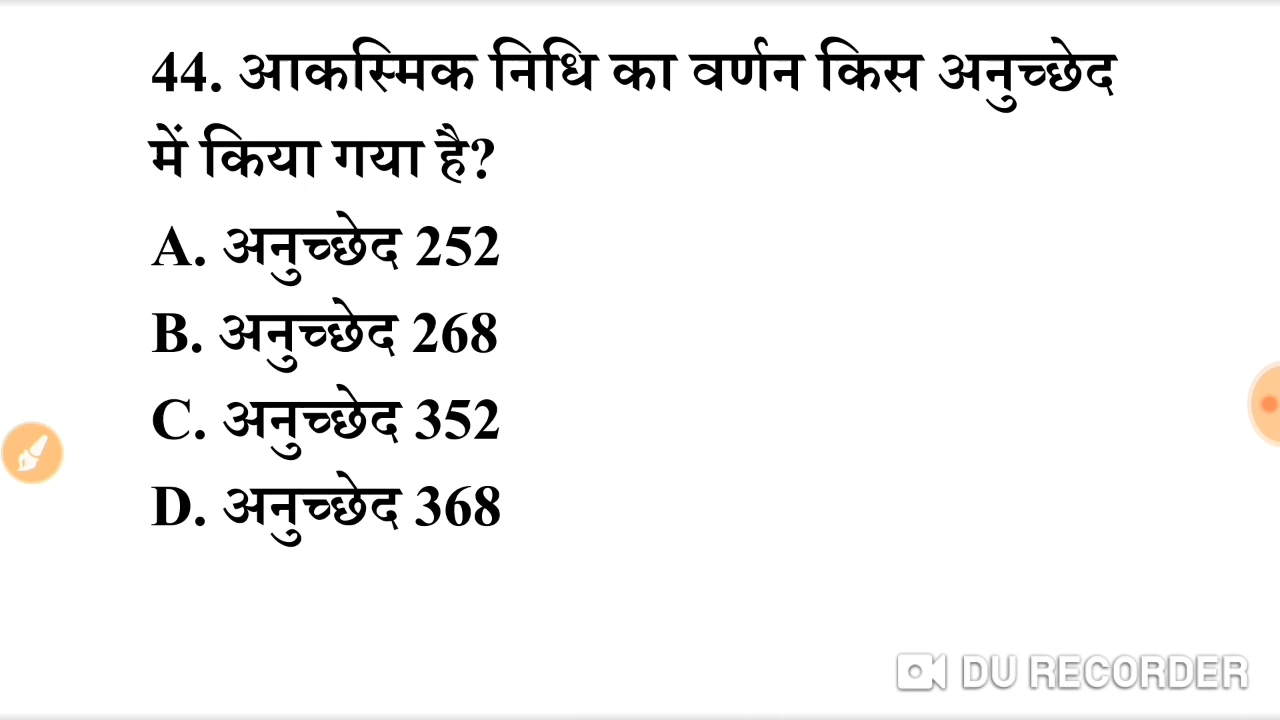 44. आकस्मिक निधि का वर्णन किस अनुच्छेद
में किया गया है?
A. अनुच्छेद 252
B. अनुच्छेद 268
C. अनुच्छेद 352
D. अनुच्छेद 368
DU RECORDER